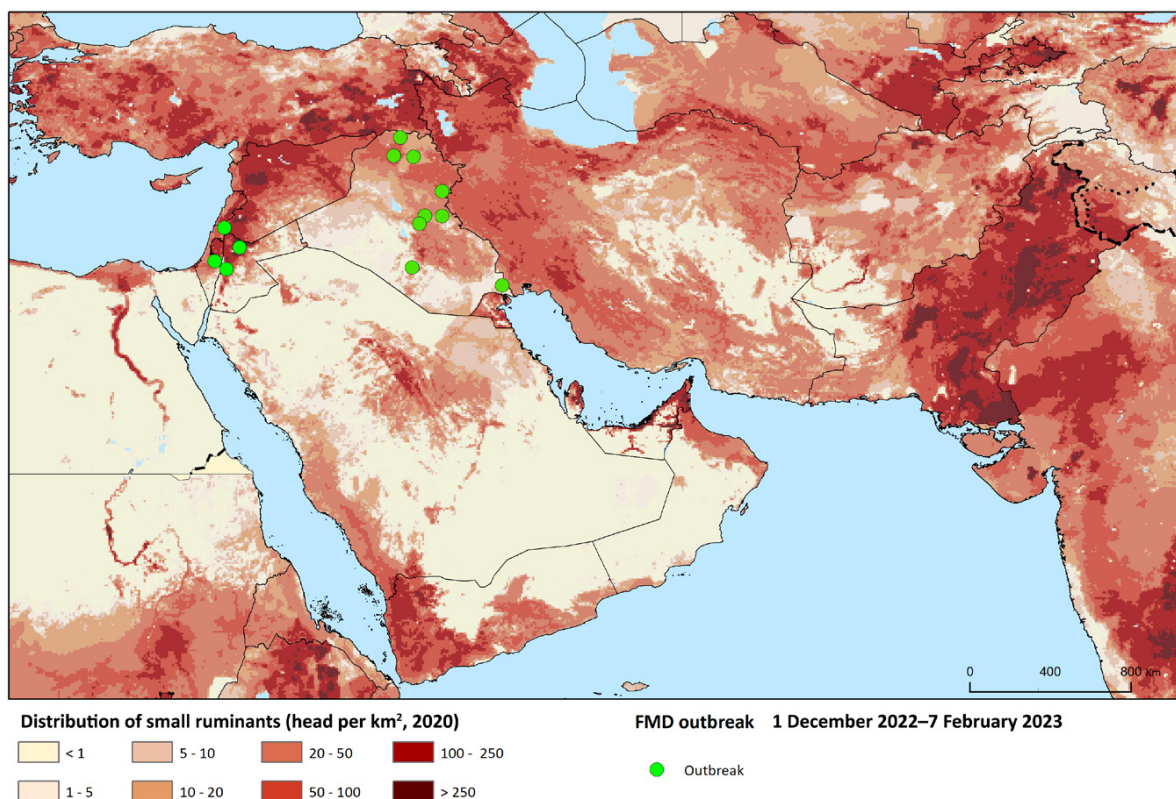 0 400 800 Km
Distribution of small ruminants (head per km², 2020)
< 1
5 - 10
20 - 50
100 - 250
1 - 5
10 - 20
50 - 100
> 250
FMD outbreak 1 December 2022–7 February 2023
Outbreak